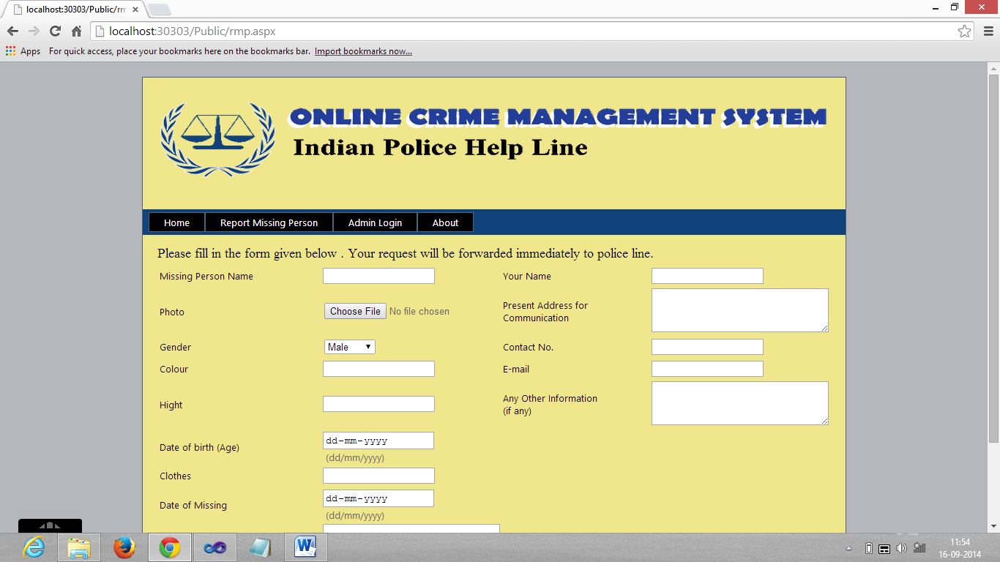 localhost:30303/Public/rm
localhost:30303/Public/rmp.aspx
Apps For quick access, place your bookmarks here on the bookmarks bar. Import bookmarks now...
ONLINE CRIME MANAGEMENT SYSTEM
Indian Police Help Line
Home Report Missing Person Admin Login About
Please fill in the form given below . Your request will be forwarded immediately to police line.
Missing Person Name
Your Name
Photo
Choose File No file chosen
Present Address for
Communication
Gender
Male
Contact No.
Colour
E-mail
Hight
Any Other Information
(if any)
Date of birth (Age)
dd-mm-yyyy
(dd/mm/yyyy)
Clothes
Date of Missing
dd-mm-yyyy
(dd/mm/yyyy)
11:54
16-09-2014